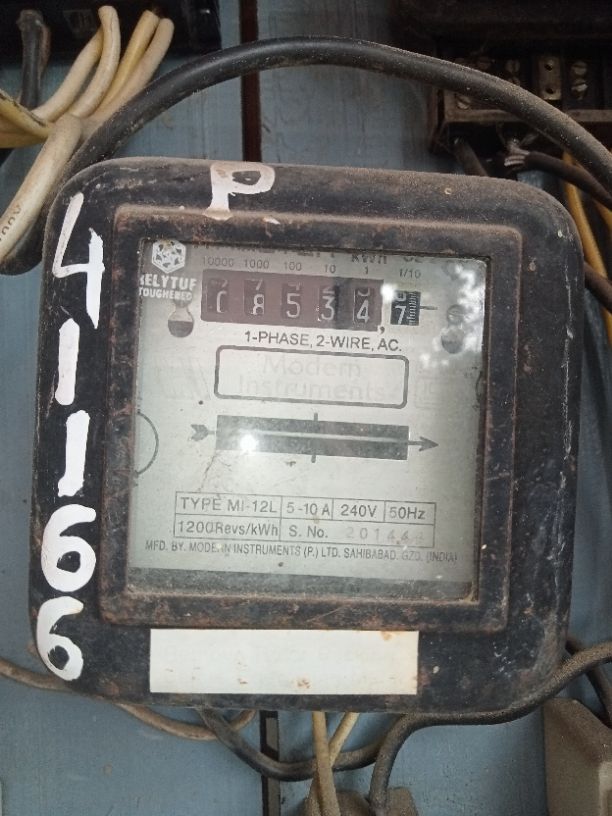 P
41166
RELYTUF
TOUGHENED
10000 1000 100 10 1 1/10
kWh
08534,7
1-PHASE, 2-WIRE, AC.
Modern
Instruments
TYPE MI-12L 5-10 A 240V 50Hz
1200Revs/kWh S. No.
MFD. BY. MODERN INSTRUMENTS (P.) LTD. SAHIBABAD, GZD. (INDIA)